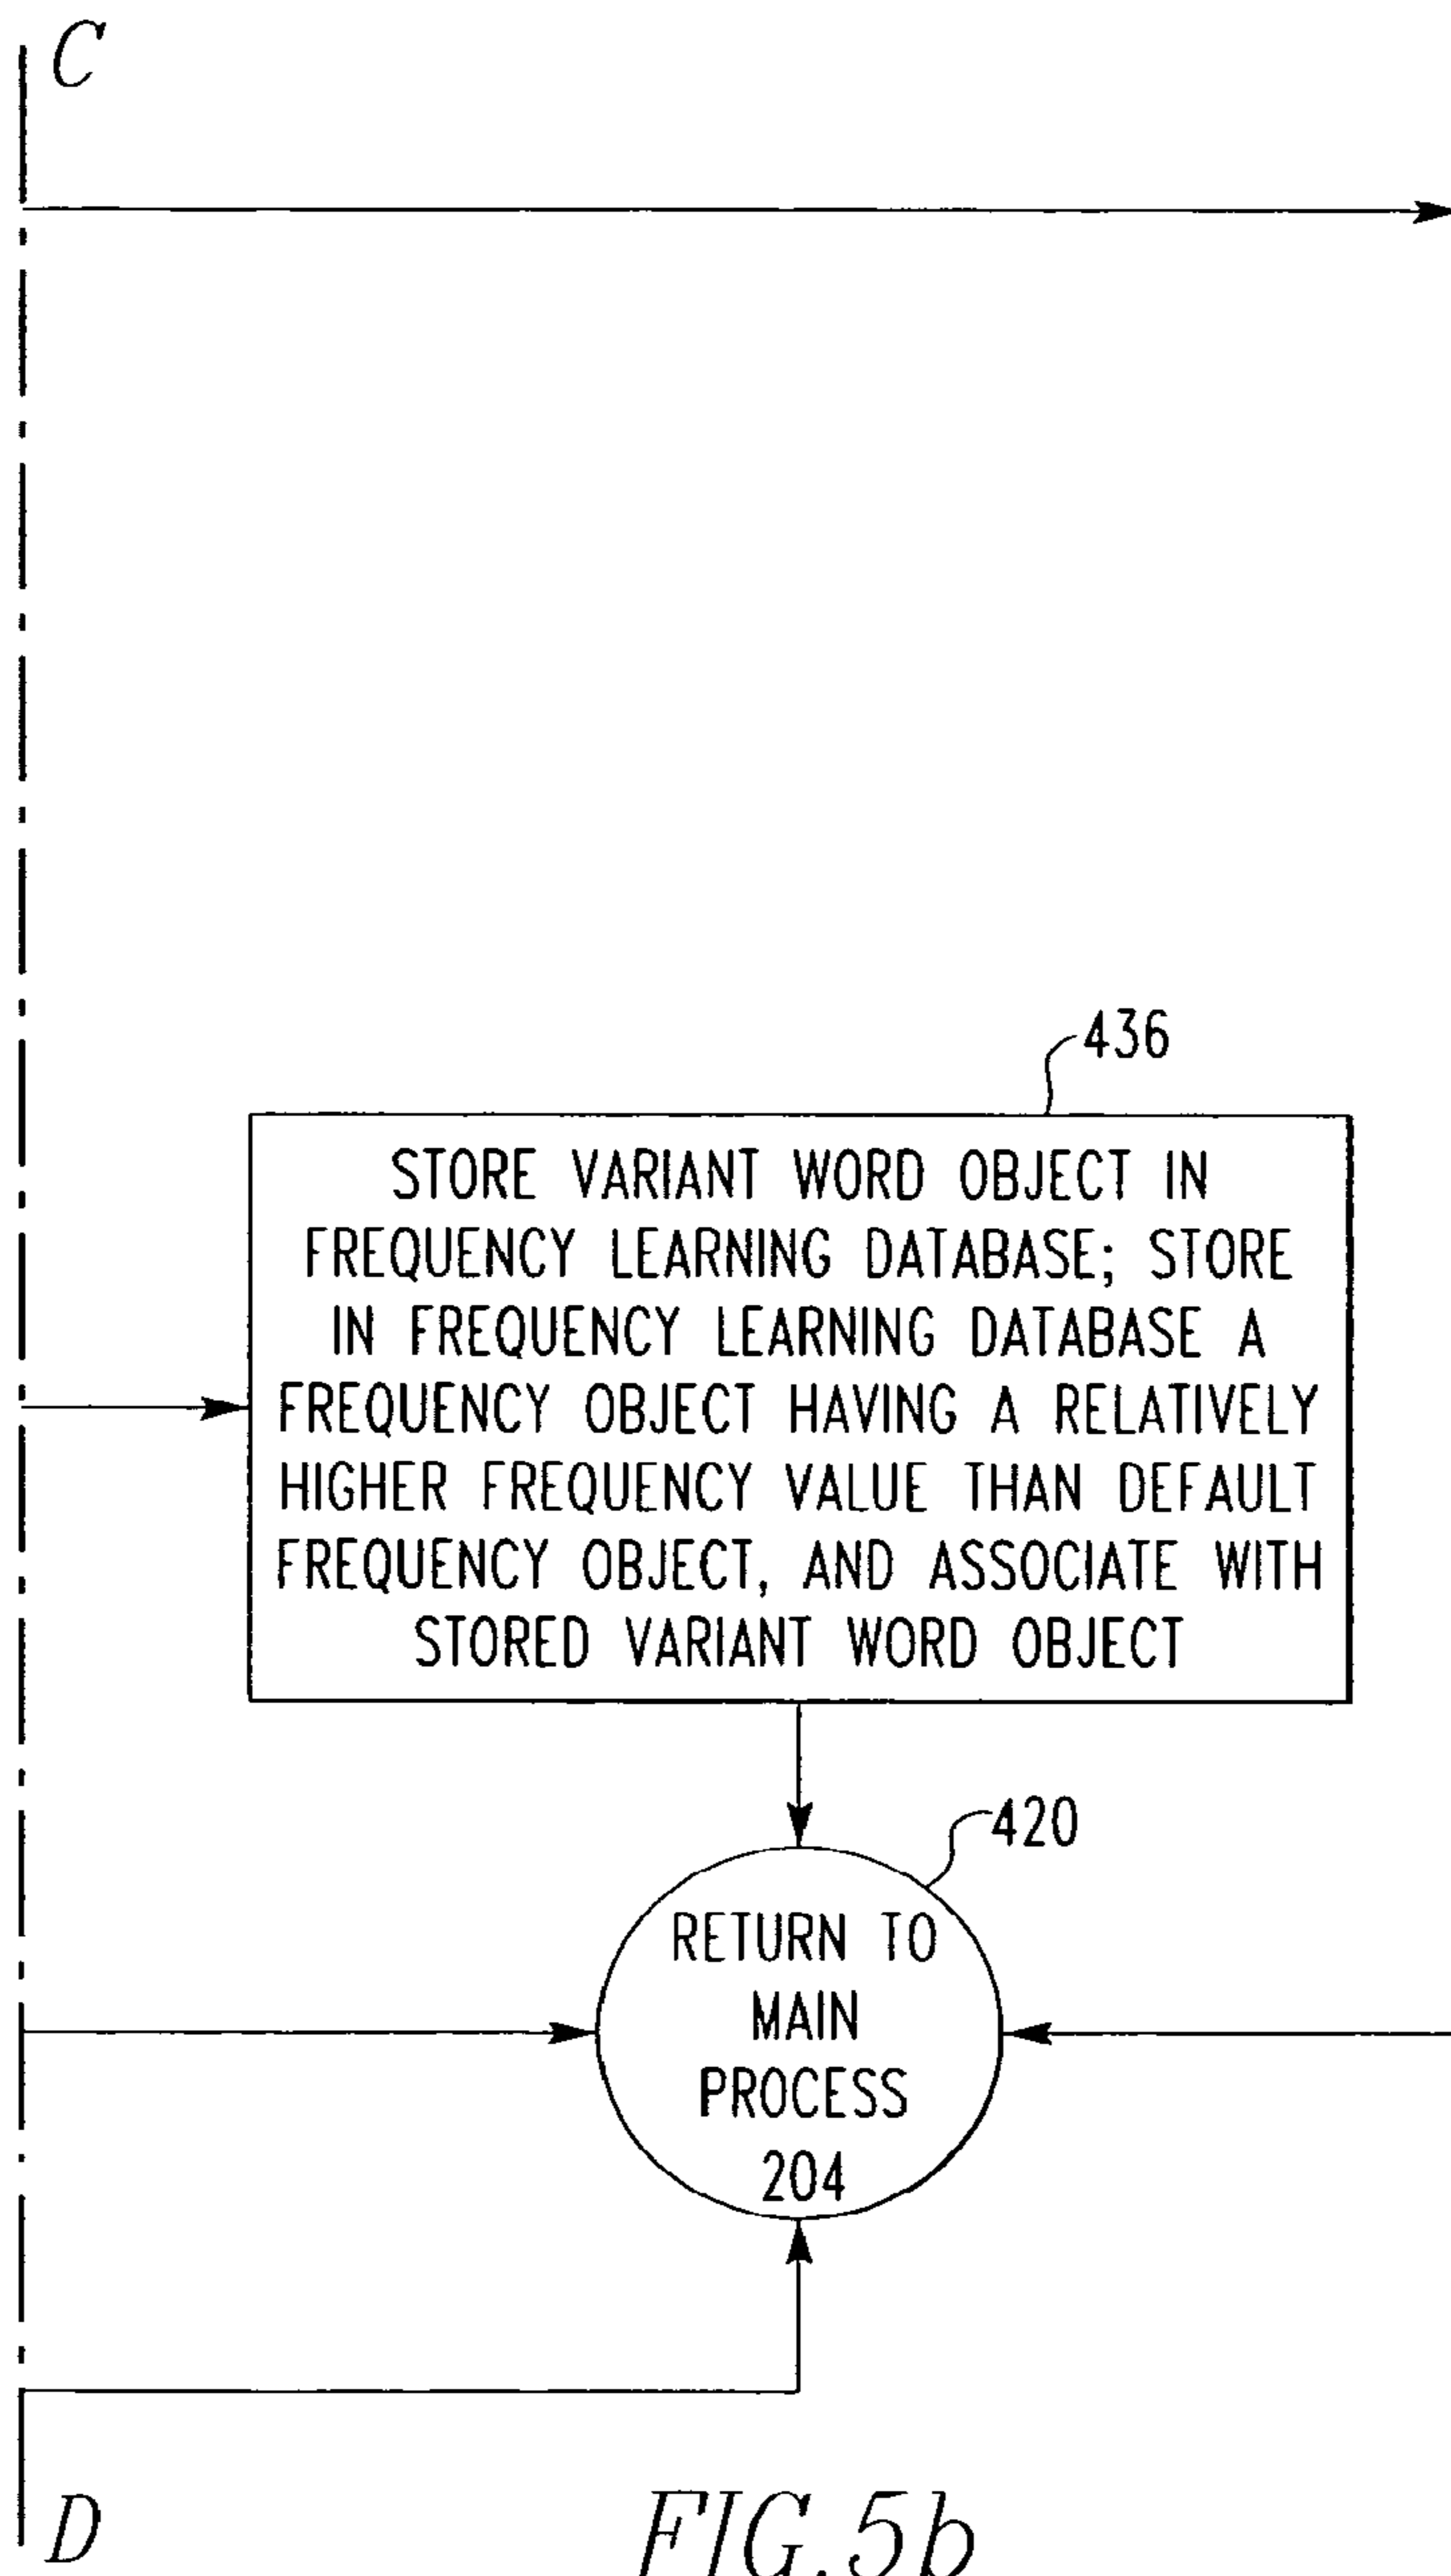 C
436
STORE VARIANT WORD OBJECT IN
FREQUENCY LEARNING DATABASE; STORE
IN FREQUENCY LEARNING DATABASE A
FREQUENCY OBJECT HAVING A RELATIVELY
HIGHER FREQUENCY VALUE THAN DEFAULT
FREQUENCY OBJECT, AND ASSOCIATE WITH
STORED VARIANT WORD OBJECT
420
RETURN TO
MAIN
PROCESS
204
D
FIG.5b